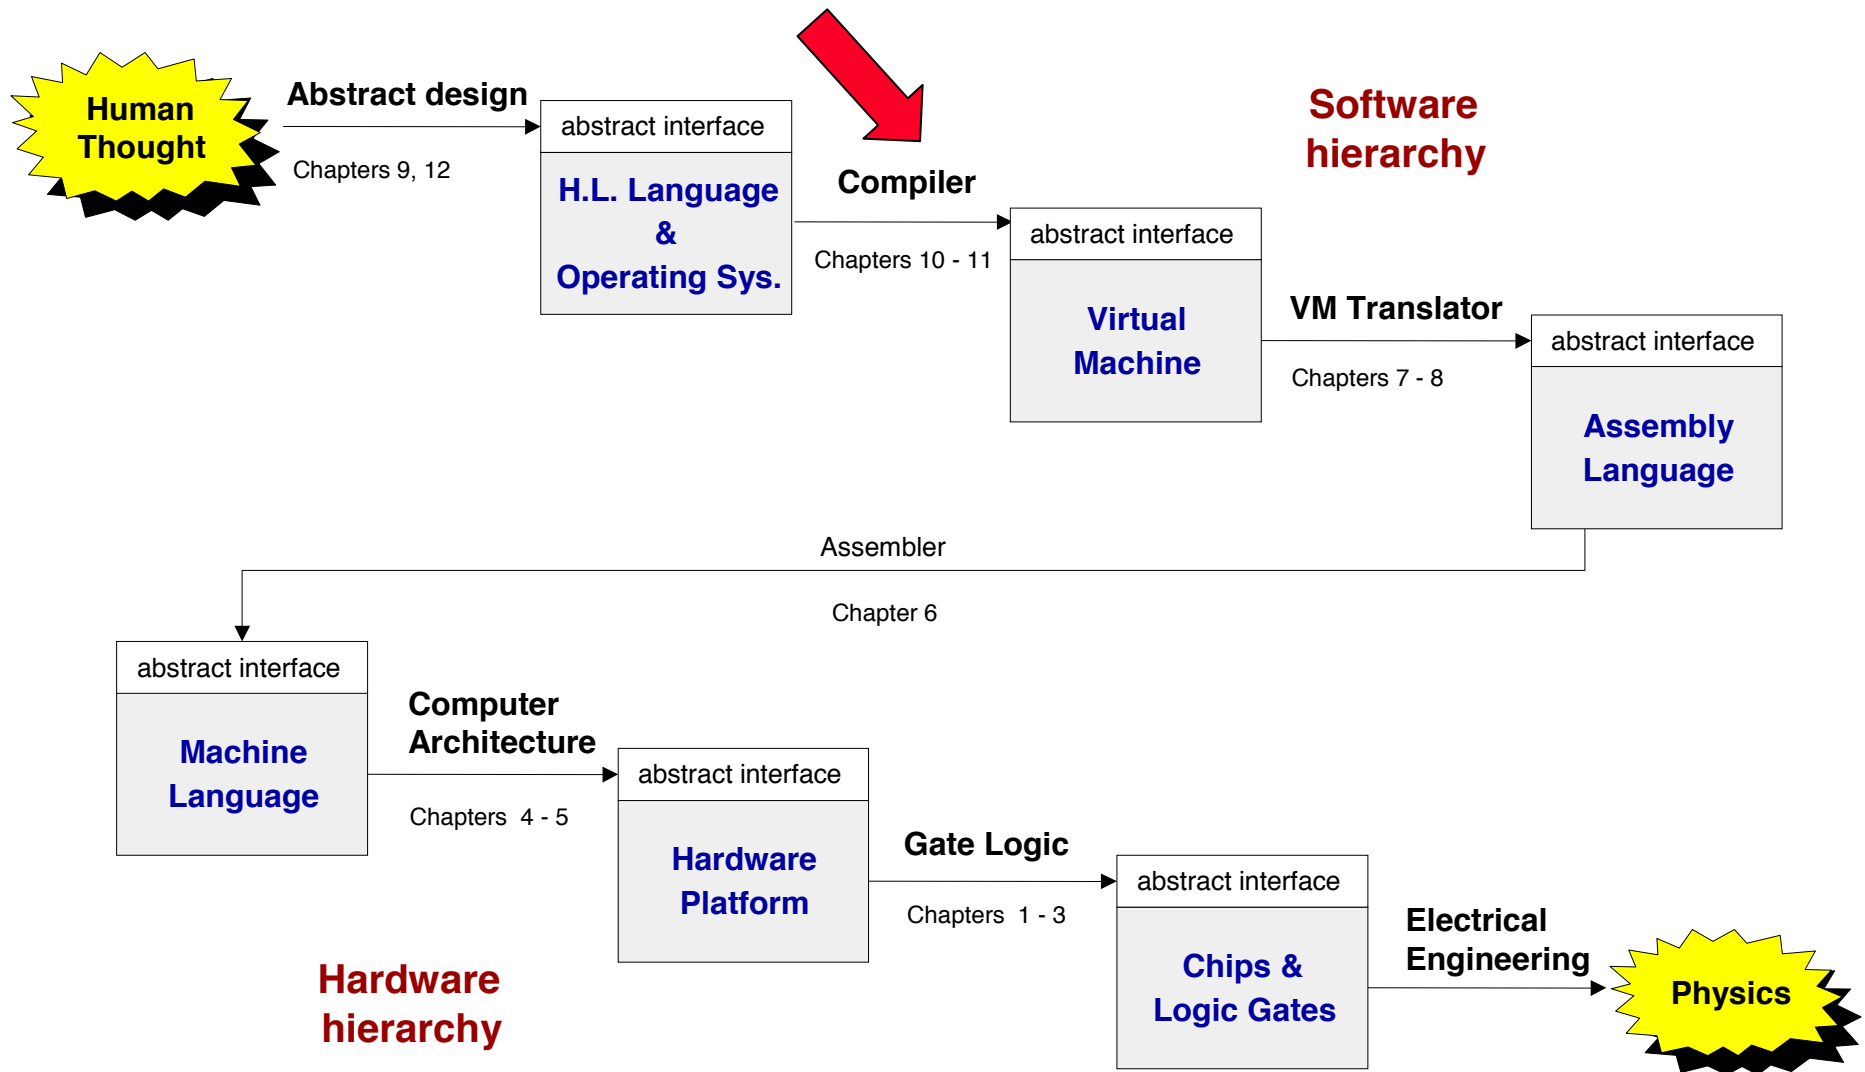 Human
Thought
Abstract design
Chapters 9, 12
abstract interface
H.L. Language
&
Operating Sys.
Compiler
Chapters 10 - 11
Software
hierarchy
abstract interface
Virtual
Machine
VM Translator
Chapters 7 - 8
abstract interface
Assembly
Language
Assembler
Chapter 6
abstract interface
Machine
Language
Computer
Architecture
Chapters 4 - 5
abstract interface
Hardware
Platform
Gate Logic
Chapters 1 - 3
abstract interface
Chips &
Logic Gates
Electrical
Engineering
Physics
Hardware
hierarchy